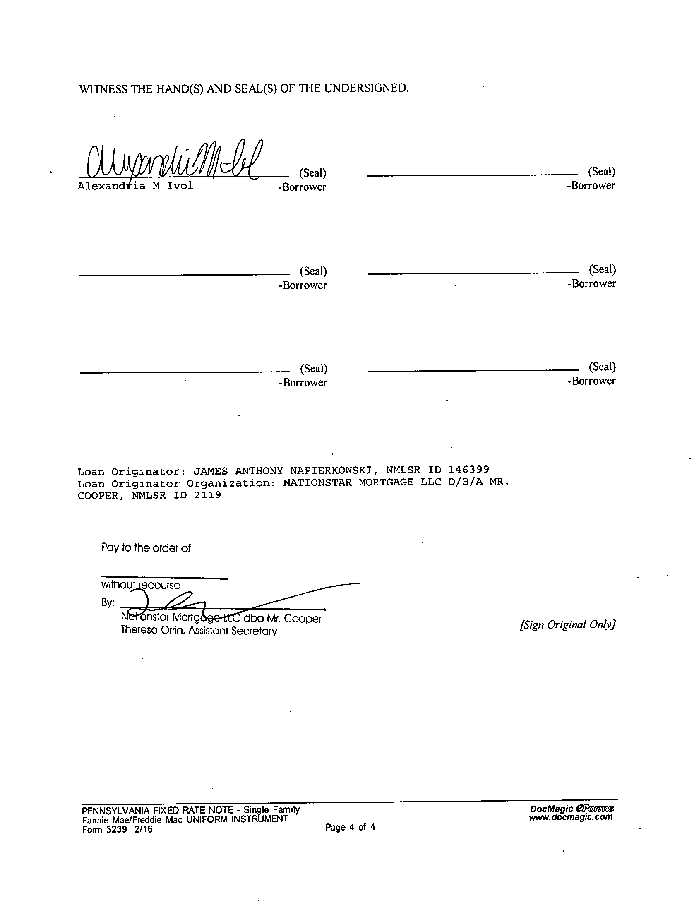 WITNESS THE HAND(S) AND SEAL(S) OF THE UNDERSIGNED.
(Seal) (Seal)
Alexandria M Ivol -Borrower -Borrower
(Seal) (Seal)
-Borrower -Borrower
(Seal) (Seal)
-Borrower -Borrower
Loan Originator: JAMES ANTHONY NAPIERKONSKI, NMLSR ID 146399
Loan Originator Organization: NATIONSTAR MORTGAGE LLC D/B/A MR.
COOPER, NMLSR ID 2119
Pay to the order of
without recourse
By:
Nationstar Mortgage LLC dba Mr. Cooper
Theresa Orin, Assistant Secretary
[Sign Original Only]
PENNSYLVANIA FIXED RATE NOTE - Single Family DocMagic
Fannie Mae/Freddie Mac UNIFORM INSTRUMENT www.docmagic.com
Form 3239 2/16 Page 4 of 4